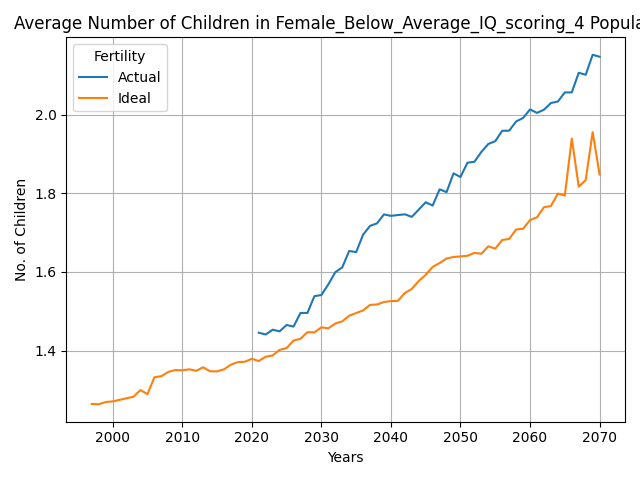 Average Number of Children in Female_Below_Average_IQ_scoring_4 Popula
Fertility
Actual
Ideal
No. of Children
2.0
1.8
1.6
1.4
2000 2010 2020 2030 2040 2050 2060 2070
Years